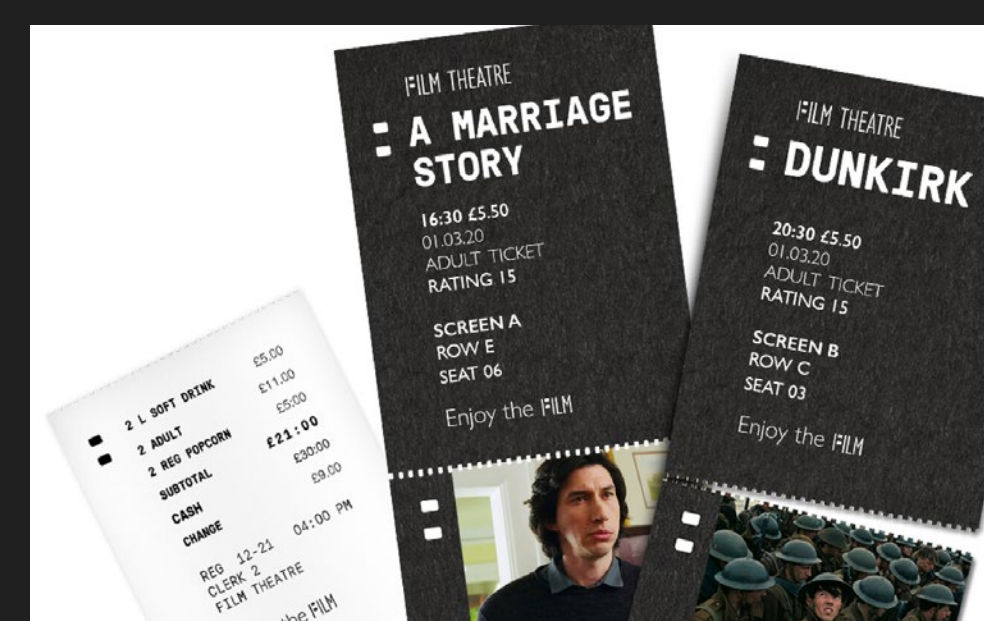 FILM THEATRE
A MARRIAGE
STORY
16:30 £5.50
01.03.20
ADULT TICKET
RATING 15
SCREEN A
ROW E
SEAT 06
Enjoy the FILM
FILM THEATRE
DUNKIRK
20:30 £5.50
01.03.20
ADULT TICKET
RATING 15
SCREEN B
ROW C
SEAT 03
Enjoy the FILM
2 L SOFT DRINK £5.00
2 ADULT £11.00
2 REG POPCORN £5:00
SUBTOTAL £21:00
CASH £30:00
CHANGE £9.00
REG 12-21 04:00 PM
CLERK 2
FILM THEATRE
the FILM